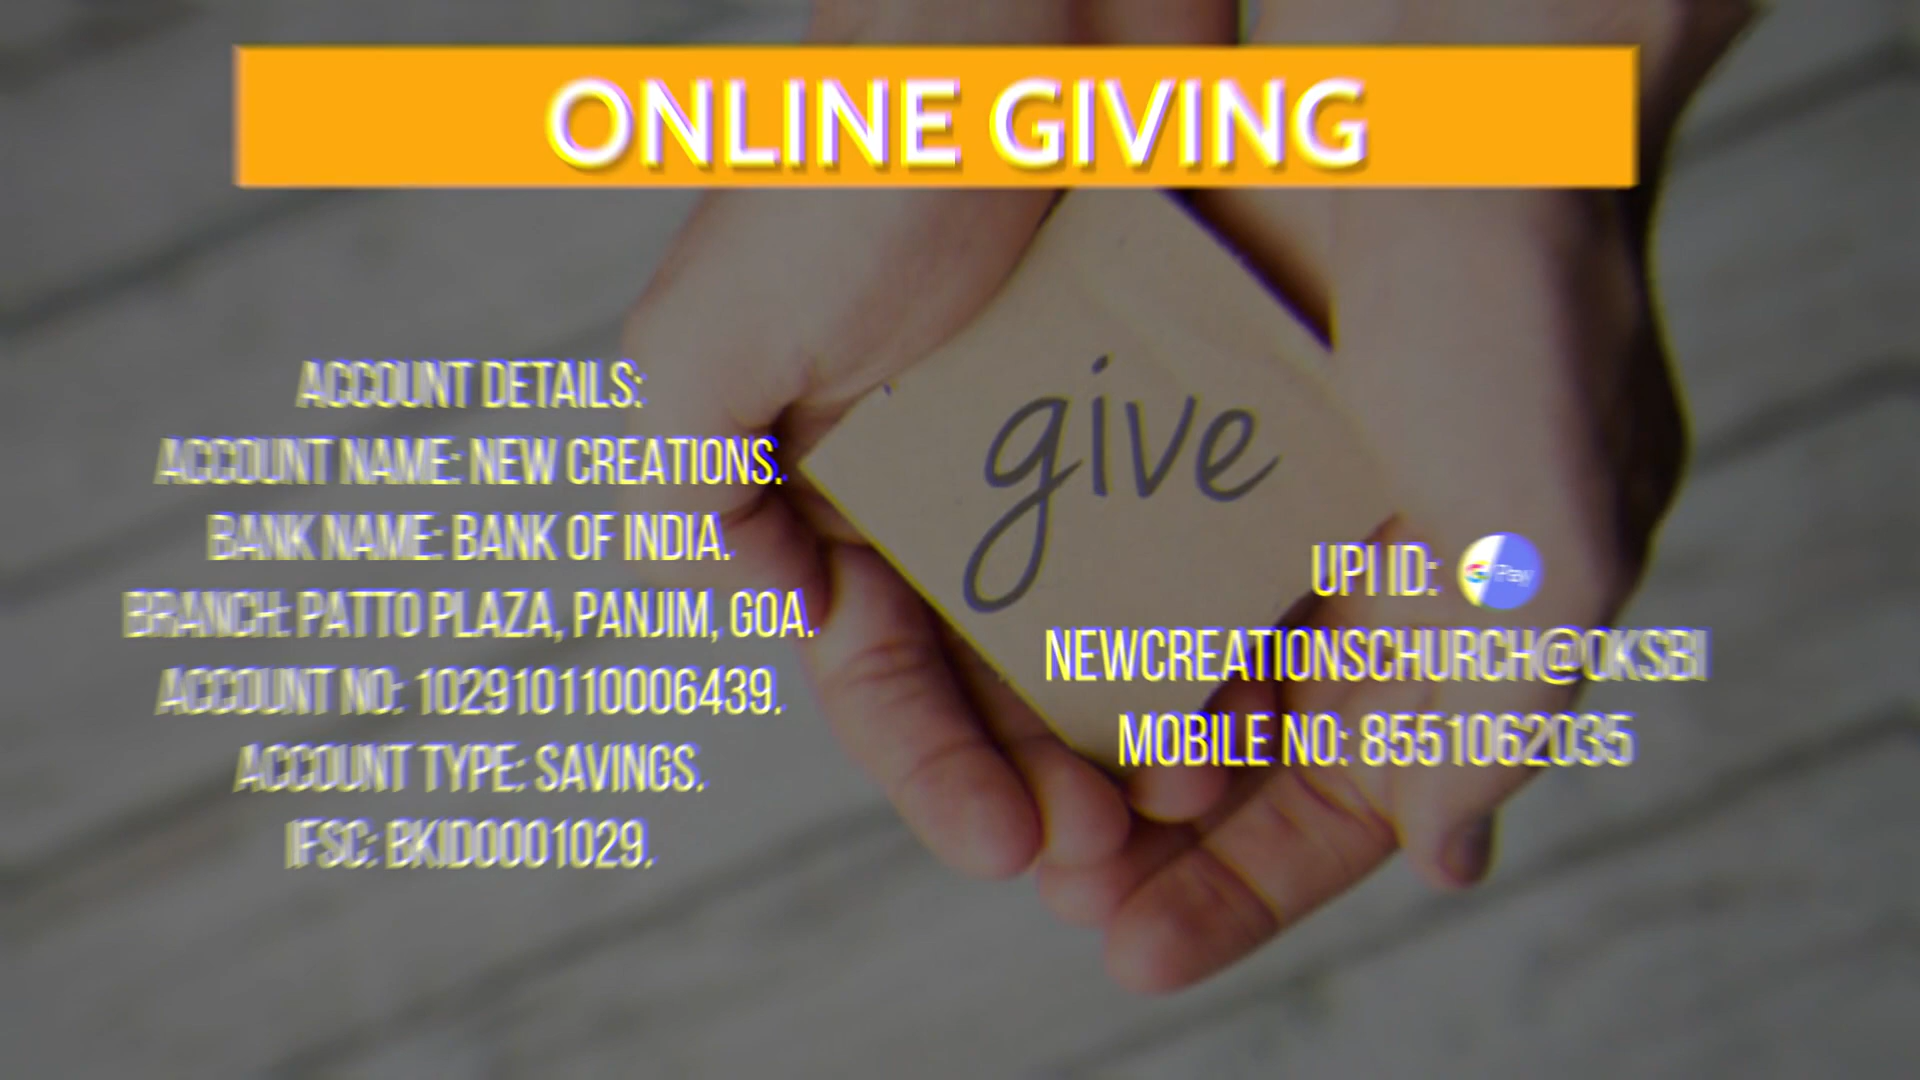 ONLINE GIVING
give
ACCOUNT DETAILS:
ACCOUNT NAME: NEW CREATIONS.
BANK NAME: BANK OF INDIA.
BRANCH: PATTO PLAZA, PANJIM, GOA.
ACCOUNT NO: 102910110006439.
ACCOUNT TYPE: SAVINGS.
IFSC: BKID0001029.
UPI ID: G Pay
NEWCREATIONSCHURCH@OKSBI
MOBILE NO: 8551062035